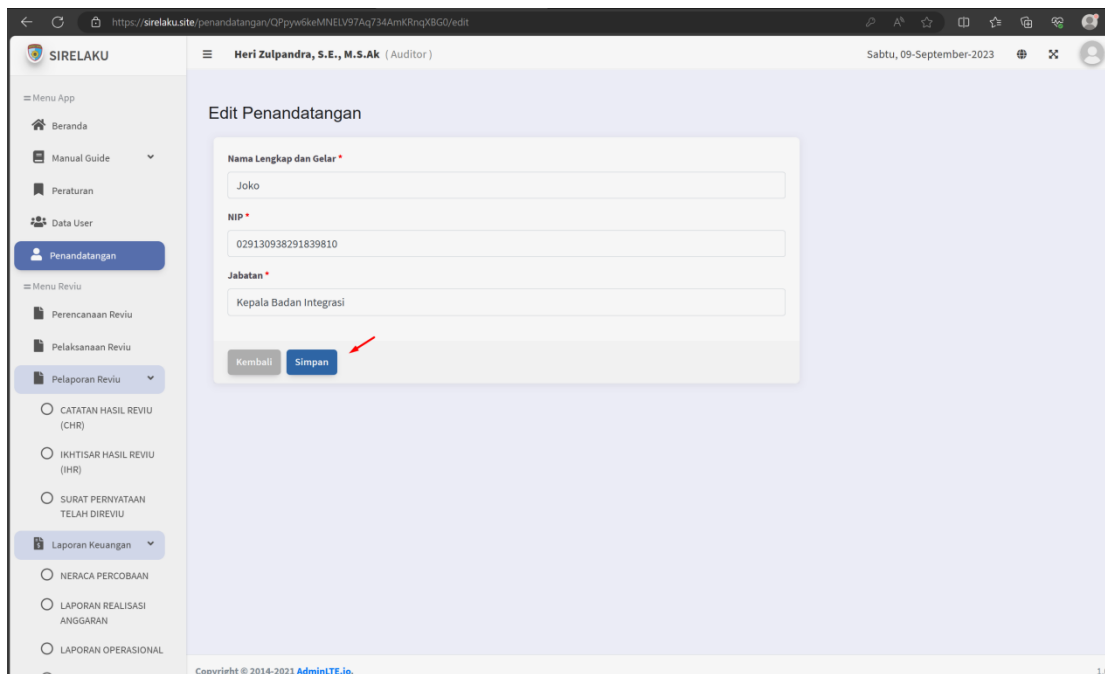 https://sirelaku.site/penandatangan/QPpyw6keMNELV97Aq734AmKRnqXBG0/edit
SIRELAKU
Heri Zulpandra, S.E., M.S.Ak ( Auditor )
Sabtu, 09-September-2023
Menu App
Beranda
Manual Guide
Peraturan
Data User
Penandatangan
Menu Reviu
Perencanaan Reviu
Pelaksanaan Reviu
Pelaporan Reviu
CATATAN HASIL REVIU
(CHR)
IKHTISAR HASIL REVIU
(IHR)
SURAT PERNYATAAN
TELAH DIREVIU
Laporan Keuangan
NERACA PERCOBAAN
LAPORAN REALISASI
ANGGARAN
LAPORAN OPERASIONAL
Edit Penandatangan
Nama Lengkap dan Gelar *
Joko
NIP *
029130938291839810
Jabatan *
Kepala Badan Integrasi
Kembali
Simpan
Copyright © 2014-2021 AdminLTE.io.